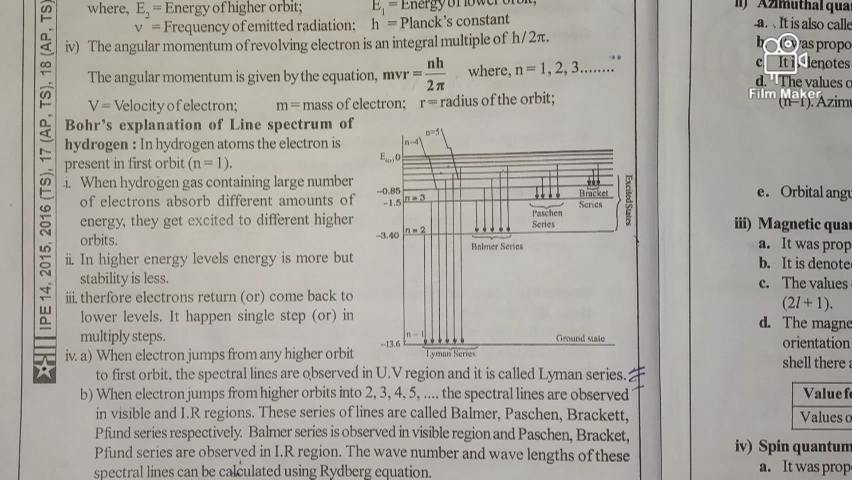 where, E₂ = Energy of higher orbit; E₁ = Energy of lower orbit;
ν = Frequency of emitted radiation; h = Planck's constant
iv) The angular momentum of revolving electron is an integral multiple of h/2π.
The angular momentum is given by the equation, mvr = nh/2π where, n = 1, 2, 3........
V = Velocity of electron; m = mass of electron; r = radius of the orbit;
Bohr's explanation of Line spectrum of
hydrogen : In hydrogen atoms the electron is
present in first orbit (n = 1).
i. When hydrogen gas containing large number
of electrons absorb different amounts of
energy, they get excited to different higher
orbits.
ii. In higher energy levels energy is more but
stability is less.
iii. therfore electrons return (or) come back to
lower levels. It happen single step (or) in
multiply steps.
iv. a) When electron jumps from any higher orbit
to first orbit, the spectral lines are observed in U.V region and it is called Lyman series.
b) When electron jumps from higher orbits into 2, 3, 4, 5, .... the spectral lines are observed
in visible and I.R regions. These series of lines are called Balmer, Paschen, Brackett,
Pfund series respectively. Balmer series is observed in visible region and Paschen, Bracket,
Pfund series are observed in I.R region. The wave number and wave lengths of these
spectral lines can be calculated using Rydberg equation.
n=5
n=4
E(∞),0
-0.85
-1.5 n = 3
-3.40 n = 2
-13.6 n = 1
Bracket
Series
Paschen
Series
Balmer Series
Lyman Series
Ground state
Excited States
IPE 14, 2015, 2016 (TS), 17 (AP, TS), 18 (AP, TS)
ii) Azimuthal
a. It is also
b.
c. It denotes
d. The values
(n–1).
Film Maker
e. Orbital
iii) Magnetic
a. It was
b. It is
c. The values
(2l + 1).
d. The
orientation
shell there
Value
Values
iv) Spin quantum
a. It was